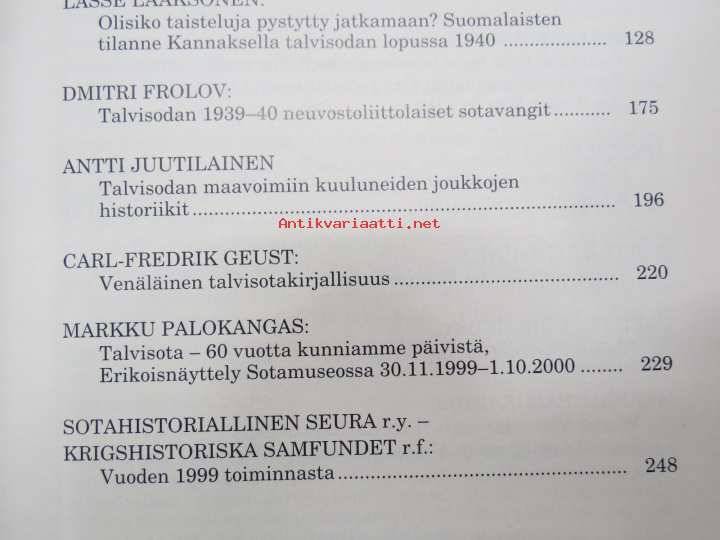 LASSE LAAKSONEN:
Olisiko taisteluja pystytty jatkamaan? Suomalaisten
tilanne Kannaksella talvisodan lopussa 1940 .................... 128
DMITRI FROLOV:
Talvisodan 1939–40 neuvostoliittolaiset sotavangit ........... 175
ANTTI JUUTILAINEN
Talvisodan maavoimiin kuuluneiden joukkojen
historiikit ................................................................................ 196
Antikvariaatti.net
CARL-FREDRIK GEUST:
Venäläinen talvisotakirjallisuus ........................................... 220
MARKKU PALOKANGAS:
Talvisota – 60 vuotta kunniamme päivistä,
Erikoisnäyttely Sotamuseossa 30.11.1999–1.10.2000 ........ 229
SOTAHISTORIALLINEN SEURA r.y. –
KRIGSHISTORISKA SAMFUNDET r.f.:
Vuoden 1999 toiminnasta ....................................................... 248